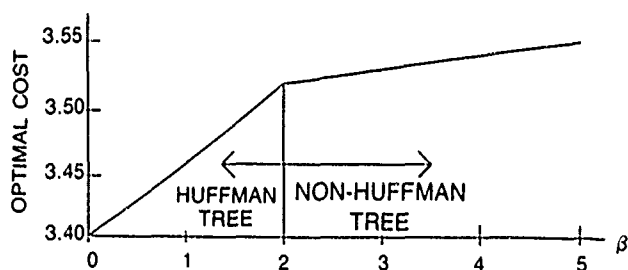 OPTIMAL COST
3.55
3.50
3.45
3.40
HUFFMAN
TREE
NON-HUFFMAN
TREE
0 1 2 3 4 5 β